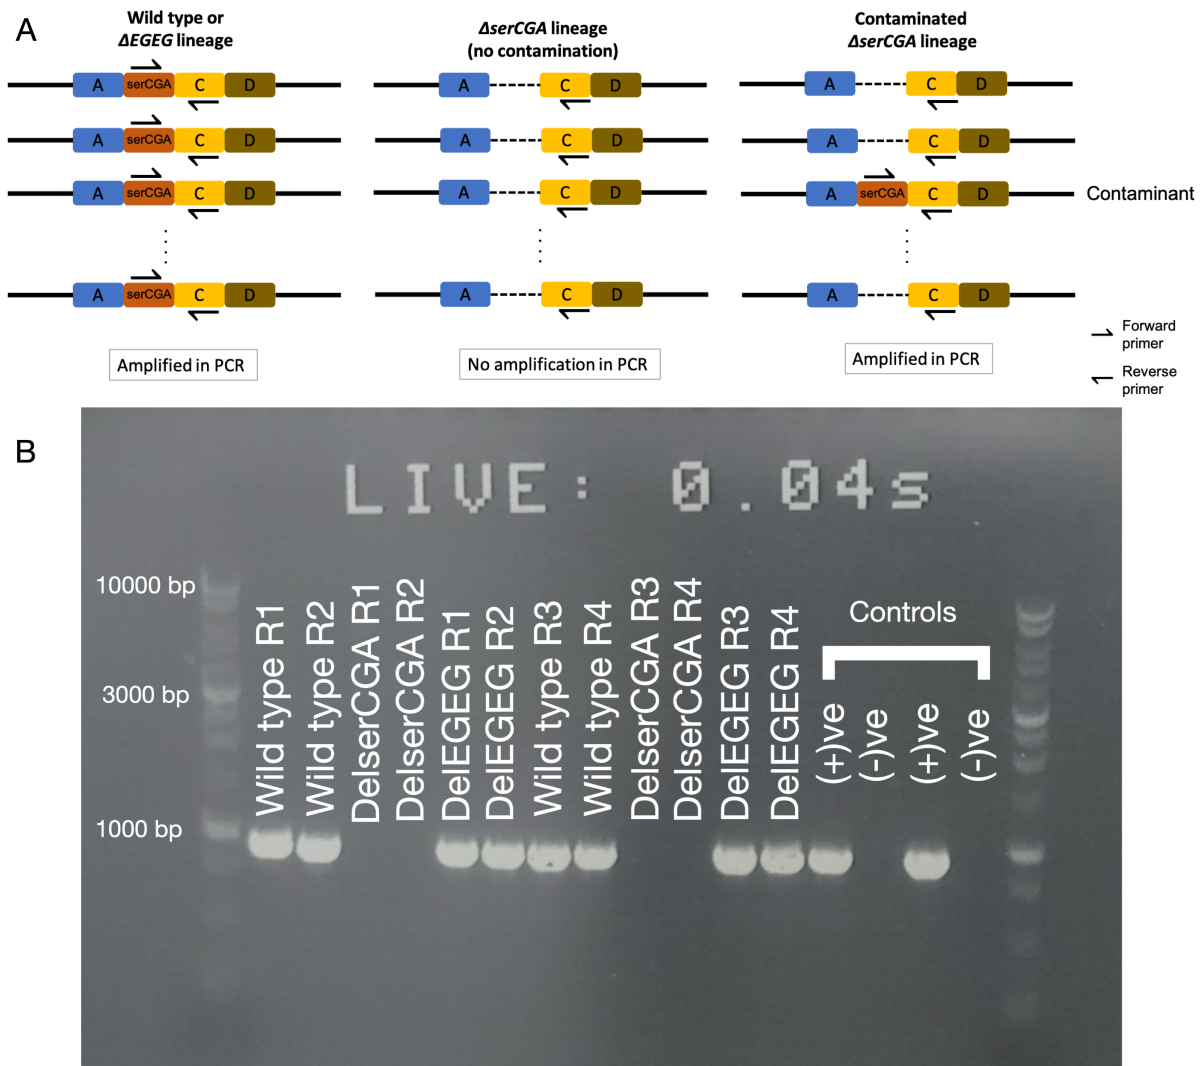 A
Wild type or
ΔEGEG lineage
ΔserCGA lineage
(no contamination)
Contaminated
ΔserCGA lineage
A serCGA C D
A C D
A C D
A serCGA C D
A C D
A C D
A serCGA C D
A C D
A serCGA C D
Contaminant
A serCGA C D
A C D
A C D
Forward
primer
Reverse
primer
Amplified in PCR
No amplification in PCR
Amplified in PCR
B
LIVE: 0.04s
10000 bp
3000 bp
1000 bp
Wild type R1
Wild type R2
DelserCGA R1
DelserCGA R2
DelEGEG R1
DelEGEG R2
Wild type R3
Wild type R4
DelserCGA R3
DelserCGA R4
DelEGEG R3
DelEGEG R4
Controls
(+)ve
(-)ve
(+)ve
(-)ve